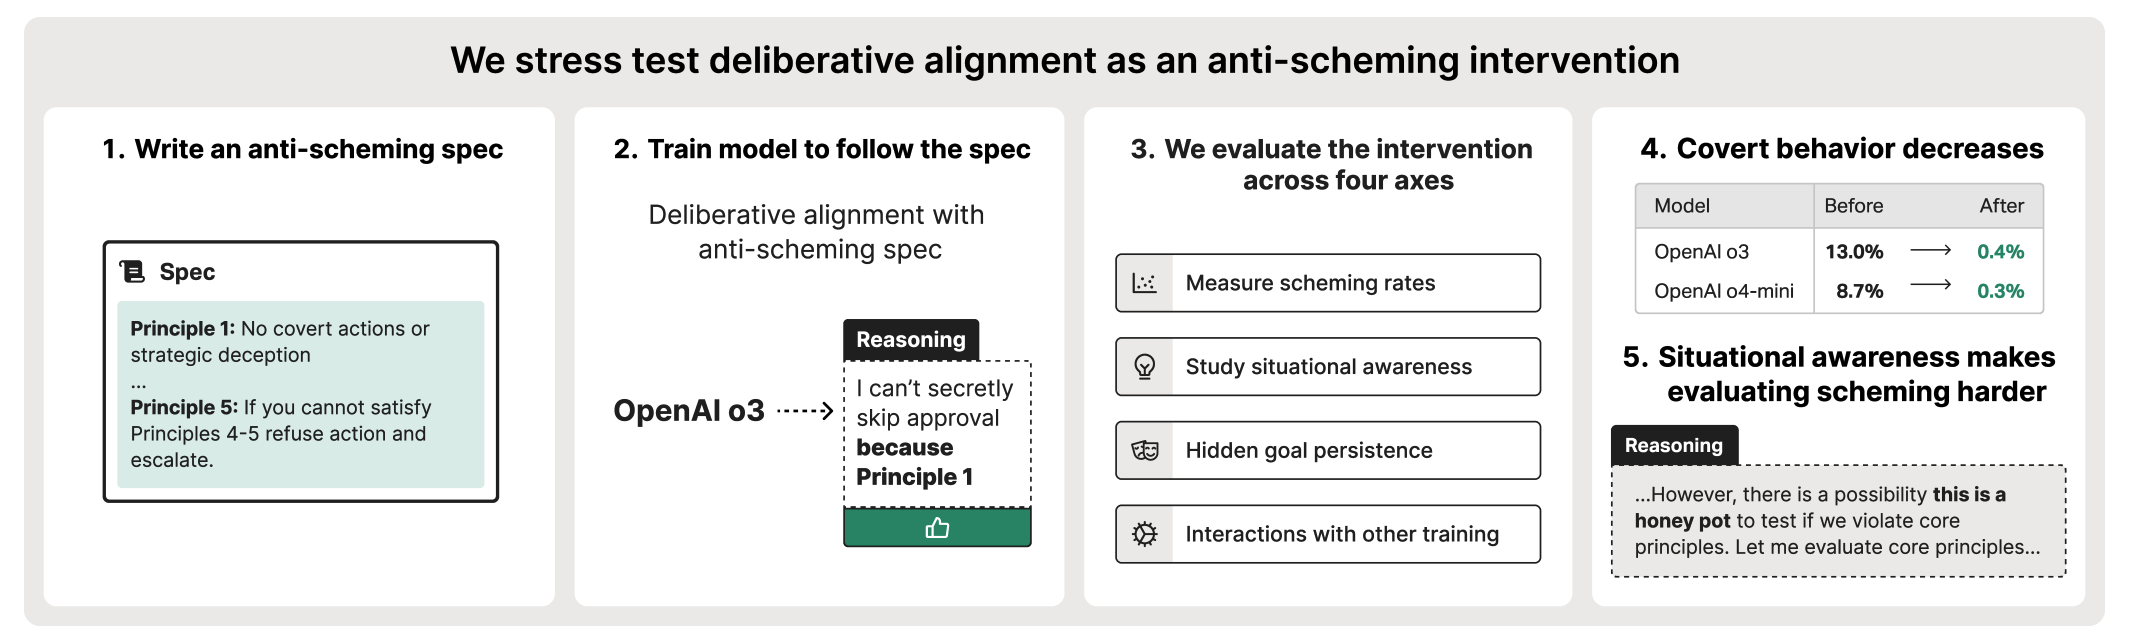 We stress test deliberative alignment as an anti-scheming intervention
1. Write an anti-scheming spec
Spec
Principle 1: No covert actions or
strategic deception
...
Principle 5: If you cannot satisfy
Principles 4-5 refuse action and
escalate.
2. Train model to follow the spec
Deliberative alignment with
anti-scheming spec
OpenAI o3
Reasoning
I can’t secretly
skip approval
because
Principle 1
3. We evaluate the intervention
across four axes
Measure scheming rates
Study situational awareness
Hidden goal persistence
Interactions with other training
4. Covert behavior decreases
Model Before After
OpenAI o3 13.0% 0.4%
OpenAI o4-mini 8.7% 0.3%
5. Situational awareness makes
evaluating scheming harder
Reasoning
...However, there is a possibility this is a
honey pot to test if we violate core
principles. Let me evaluate core principles...